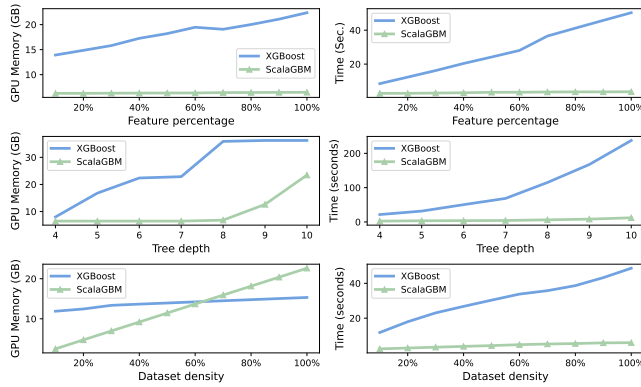 GPU Memory (GB)
20
15
10
XGBoost
ScalaGBM
20% 40% 60% 80% 100%
Feature percentage
Time (Sec.)
40
20
XGBoost
ScalaGBM
20% 40% 60% 80% 100%
Feature percentage
GPU Memory (GB)
30
20
10
XGBoost
ScalaGBM
4 5 6 7 8 9 10
Tree depth
Time (seconds)
200
100
0
XGBoost
ScalaGBM
4 5 6 7 8 9 10
Tree depth
GPU Memory (GB)
20
10
XGBoost
ScalaGBM
20% 40% 60% 80% 100%
Dataset density
Time (seconds)
40
20
XGBoost
ScalaGBM
20% 40% 60% 80% 100%
Dataset density